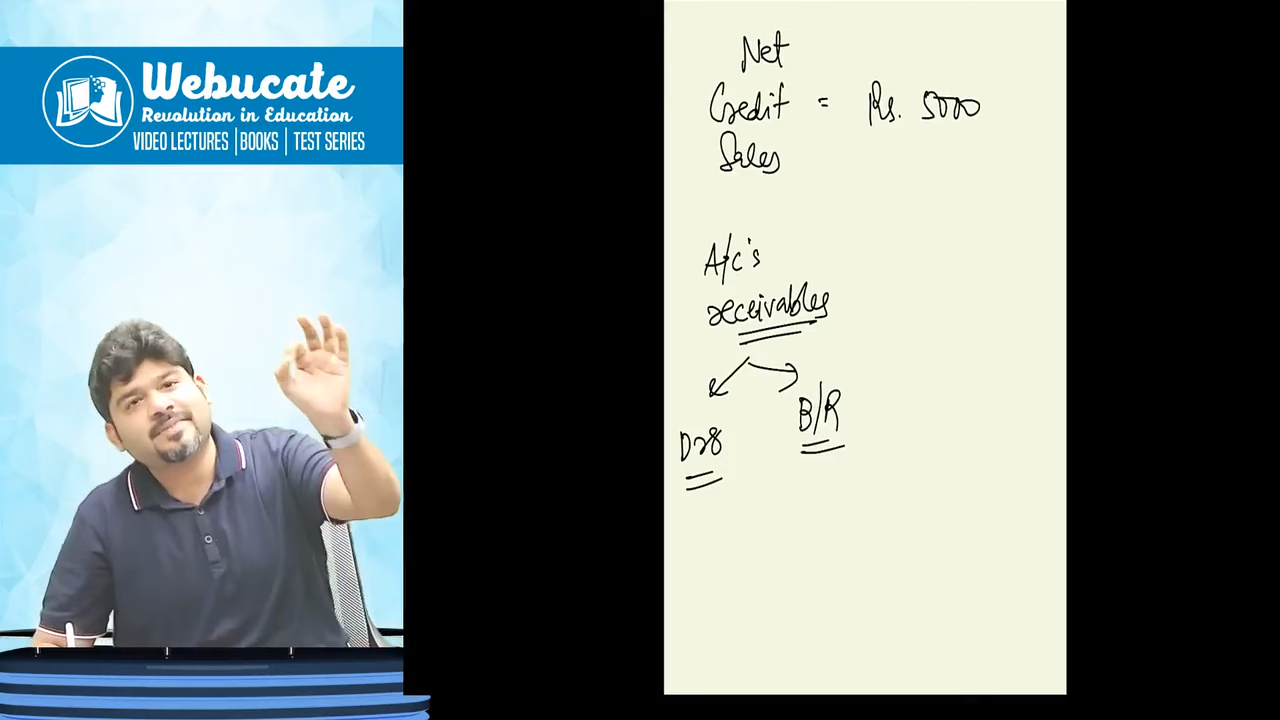 Webucate
Revolution in Education
VIDEO LECTURES | BOOKS | TEST SERIES
Net
Credit = Rs. 5000
Sales
A/c's
receivables
B/R
Drs